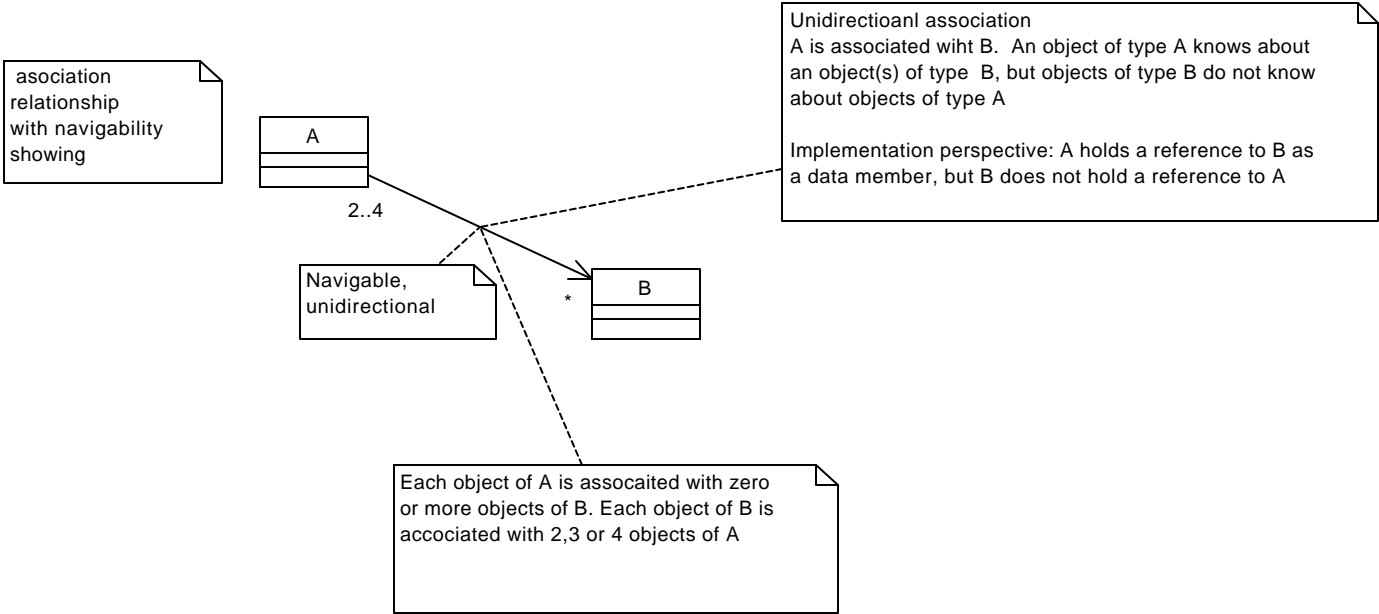 asociation
relationship
with navigability
showing
A
2..4
Unidirectioanl association
A is associated wiht B.  An object of type A knows about
an object(s) of type  B, but objects of type B do not know
about objects of type A
Implementation perspective: A holds a reference to B as
a data member, but B does not hold a reference to A
Navigable,
unidirectional
*
B
Each object of A is assocaited with zero
or more objects of B. Each object of B is
accociated with 2,3 or 4 objects of A